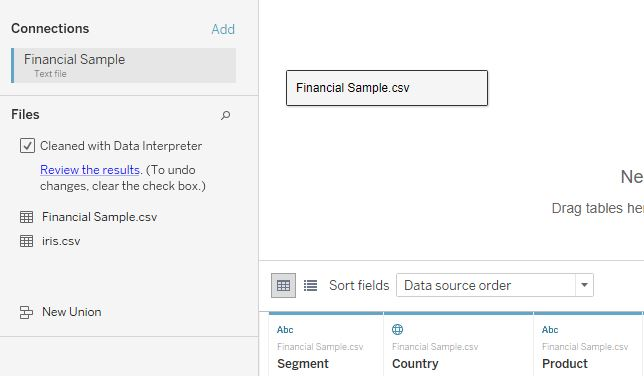 Connections
Add
Financial Sample
Text file
Files
Cleaned with Data Interpreter
Review the results. (To undo
changes, clear the check box.)
Financial Sample.csv
iris.csv
New Union
Financial Sample.csv
Ne
Drag tables he
Sort fields
Data source order
Abc
Financial Sample.csv
Segment
Financial Sample.csv
Country
Abc
Financial Sample.csv
Product